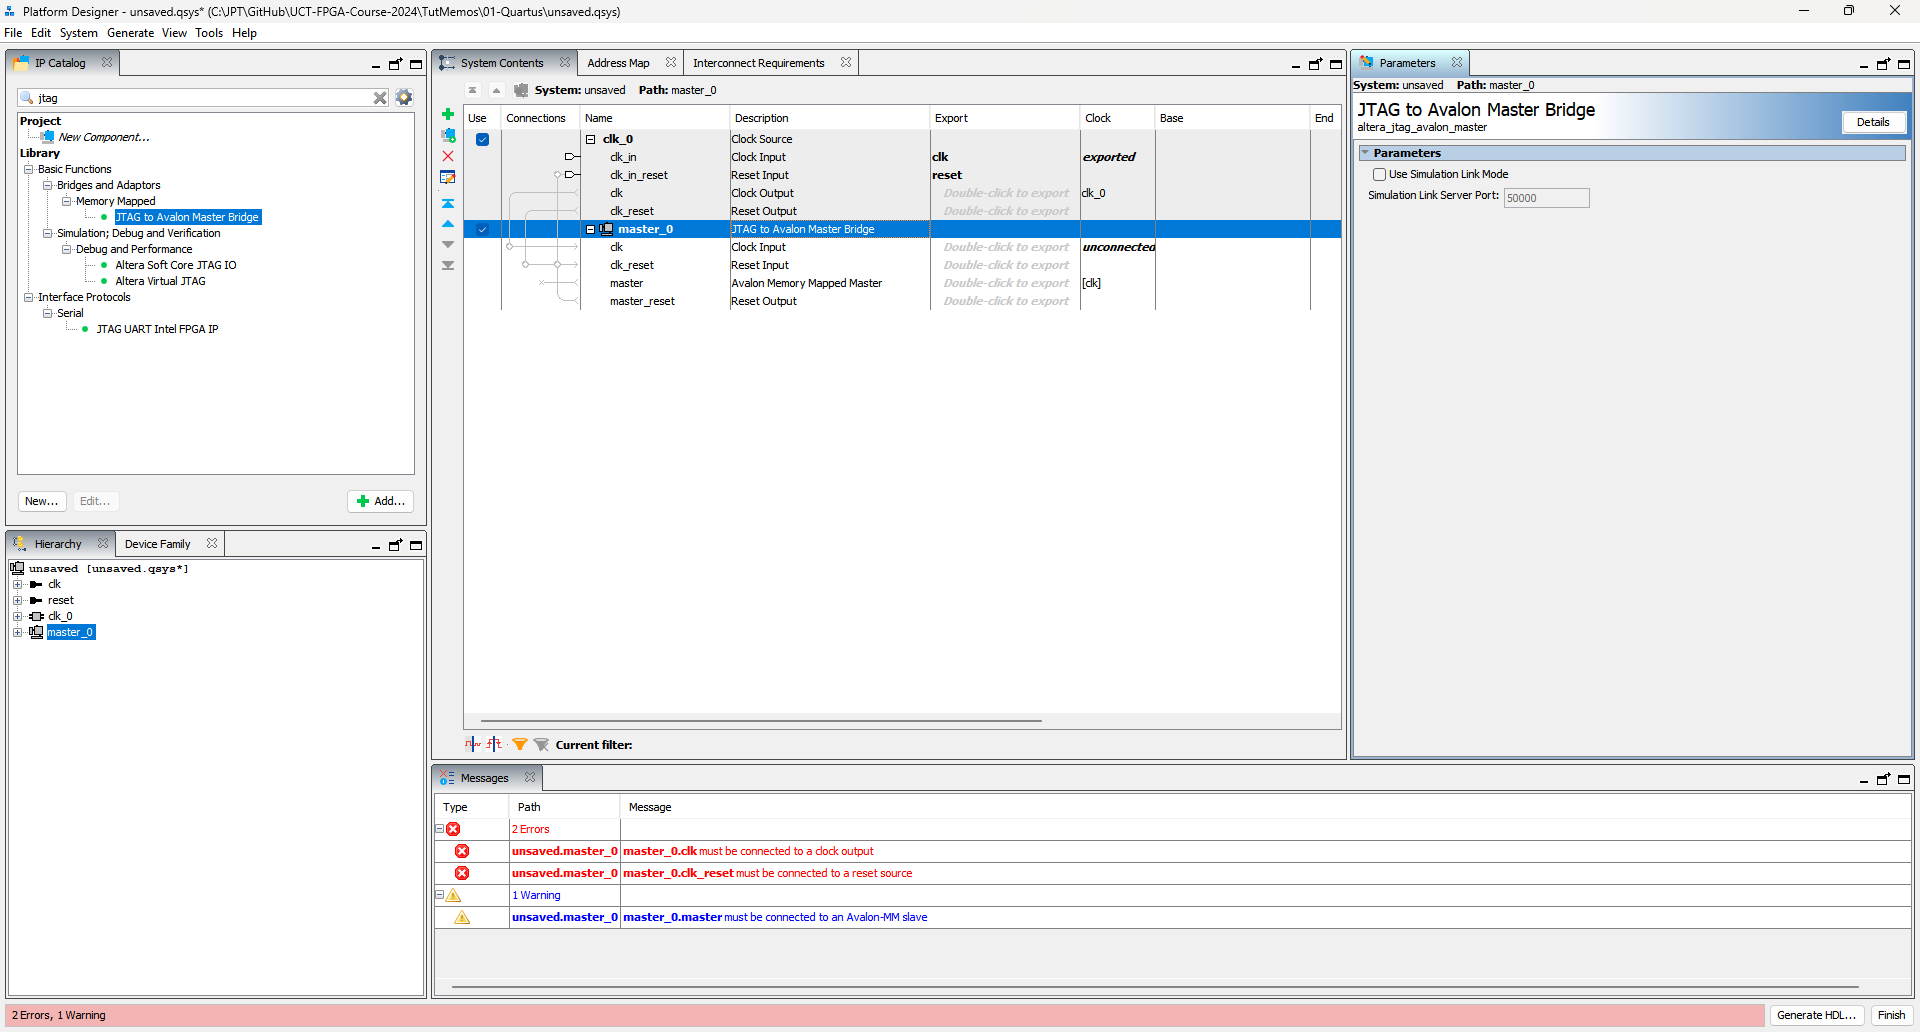 Platform Designer - unsaved.qsys* (C:\JPT\GitHub\UCT-FPGA-Course-2024\TutMemos\01-Quartus\unsaved.qsys)
File Edit System Generate View Tools Help
IP Catalog
jtag
Project
New Component...
Library
Basic Functions
Bridges and Adaptors
Memory Mapped
JTAG to Avalon Master Bridge
Simulation; Debug and Verification
Debug and Performance
Altera Soft Core JTAG IO
Altera Virtual JTAG
Interface Protocols
Serial
JTAG UART Intel FPGA IP
New... Edit... Add...
Hierarchy Device Family
unsaved [unsaved.qsys*]
clk
reset
clk_0
master_0
System Contents Address Map Interconnect Requirements
System: unsaved Path: master_0
Use Connections Name Description Export Clock Base End
clk_0 Clock Source
clk_in Clock Input clk exported
clk_in_reset Reset Input reset
clk Clock Output Double-click to export clk_0
clk_reset Reset Output Double-click to export
master_0 JTAG to Avalon Master Bridge
clk Clock Input Double-click to export unconnected
clk_reset Reset Input Double-click to export
master Avalon Memory Mapped Master Double-click to export [clk]
master_reset Reset Output Double-click to export
Current filter:
Parameters
System: unsaved Path: master_0
JTAG to Avalon Master Bridge
altera_jtag_avalon_master
Details
Parameters
Use Simulation Link Mode
Simulation Link Server Port: 50000
Messages
Type Path Message
2 Errors
unsaved.master_0 master_0.clk must be connected to a clock output
unsaved.master_0 master_0.clk_reset must be connected to a reset source
1 Warning
unsaved.master_0 master_0.master must be connected to an Avalon-MM slave
2 Errors, 1 Warning
Generate HDL... Finish